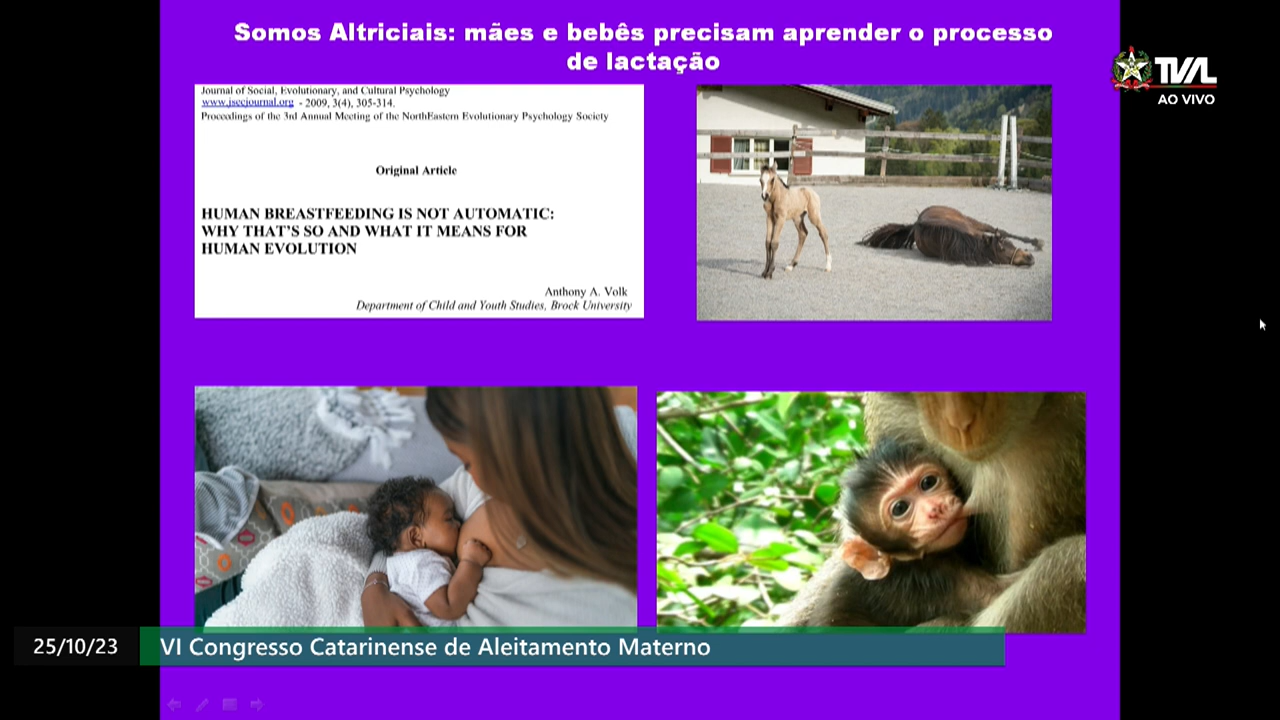 Somos Altriciais: mães e bebês precisam aprender o processo
de lactação
TVAL
AO VIVO
Journal of Social, Evolutionary, and Cultural Psychology
www.jsecjournal.org - 2009, 3(4), 305-314.
Proceedings of the 3rd Annual Meeting of the NorthEastern Evolutionary Psychology Society
Original Article
HUMAN BREASTFEEDING IS NOT AUTOMATIC:
WHY THAT'S SO AND WHAT IT MEANS FOR
HUMAN EVOLUTION
Anthony A. Volk
Department of Child and Youth Studies, Brock University
25/10/23
VI Congresso Catarinense de Aleitamento Materno